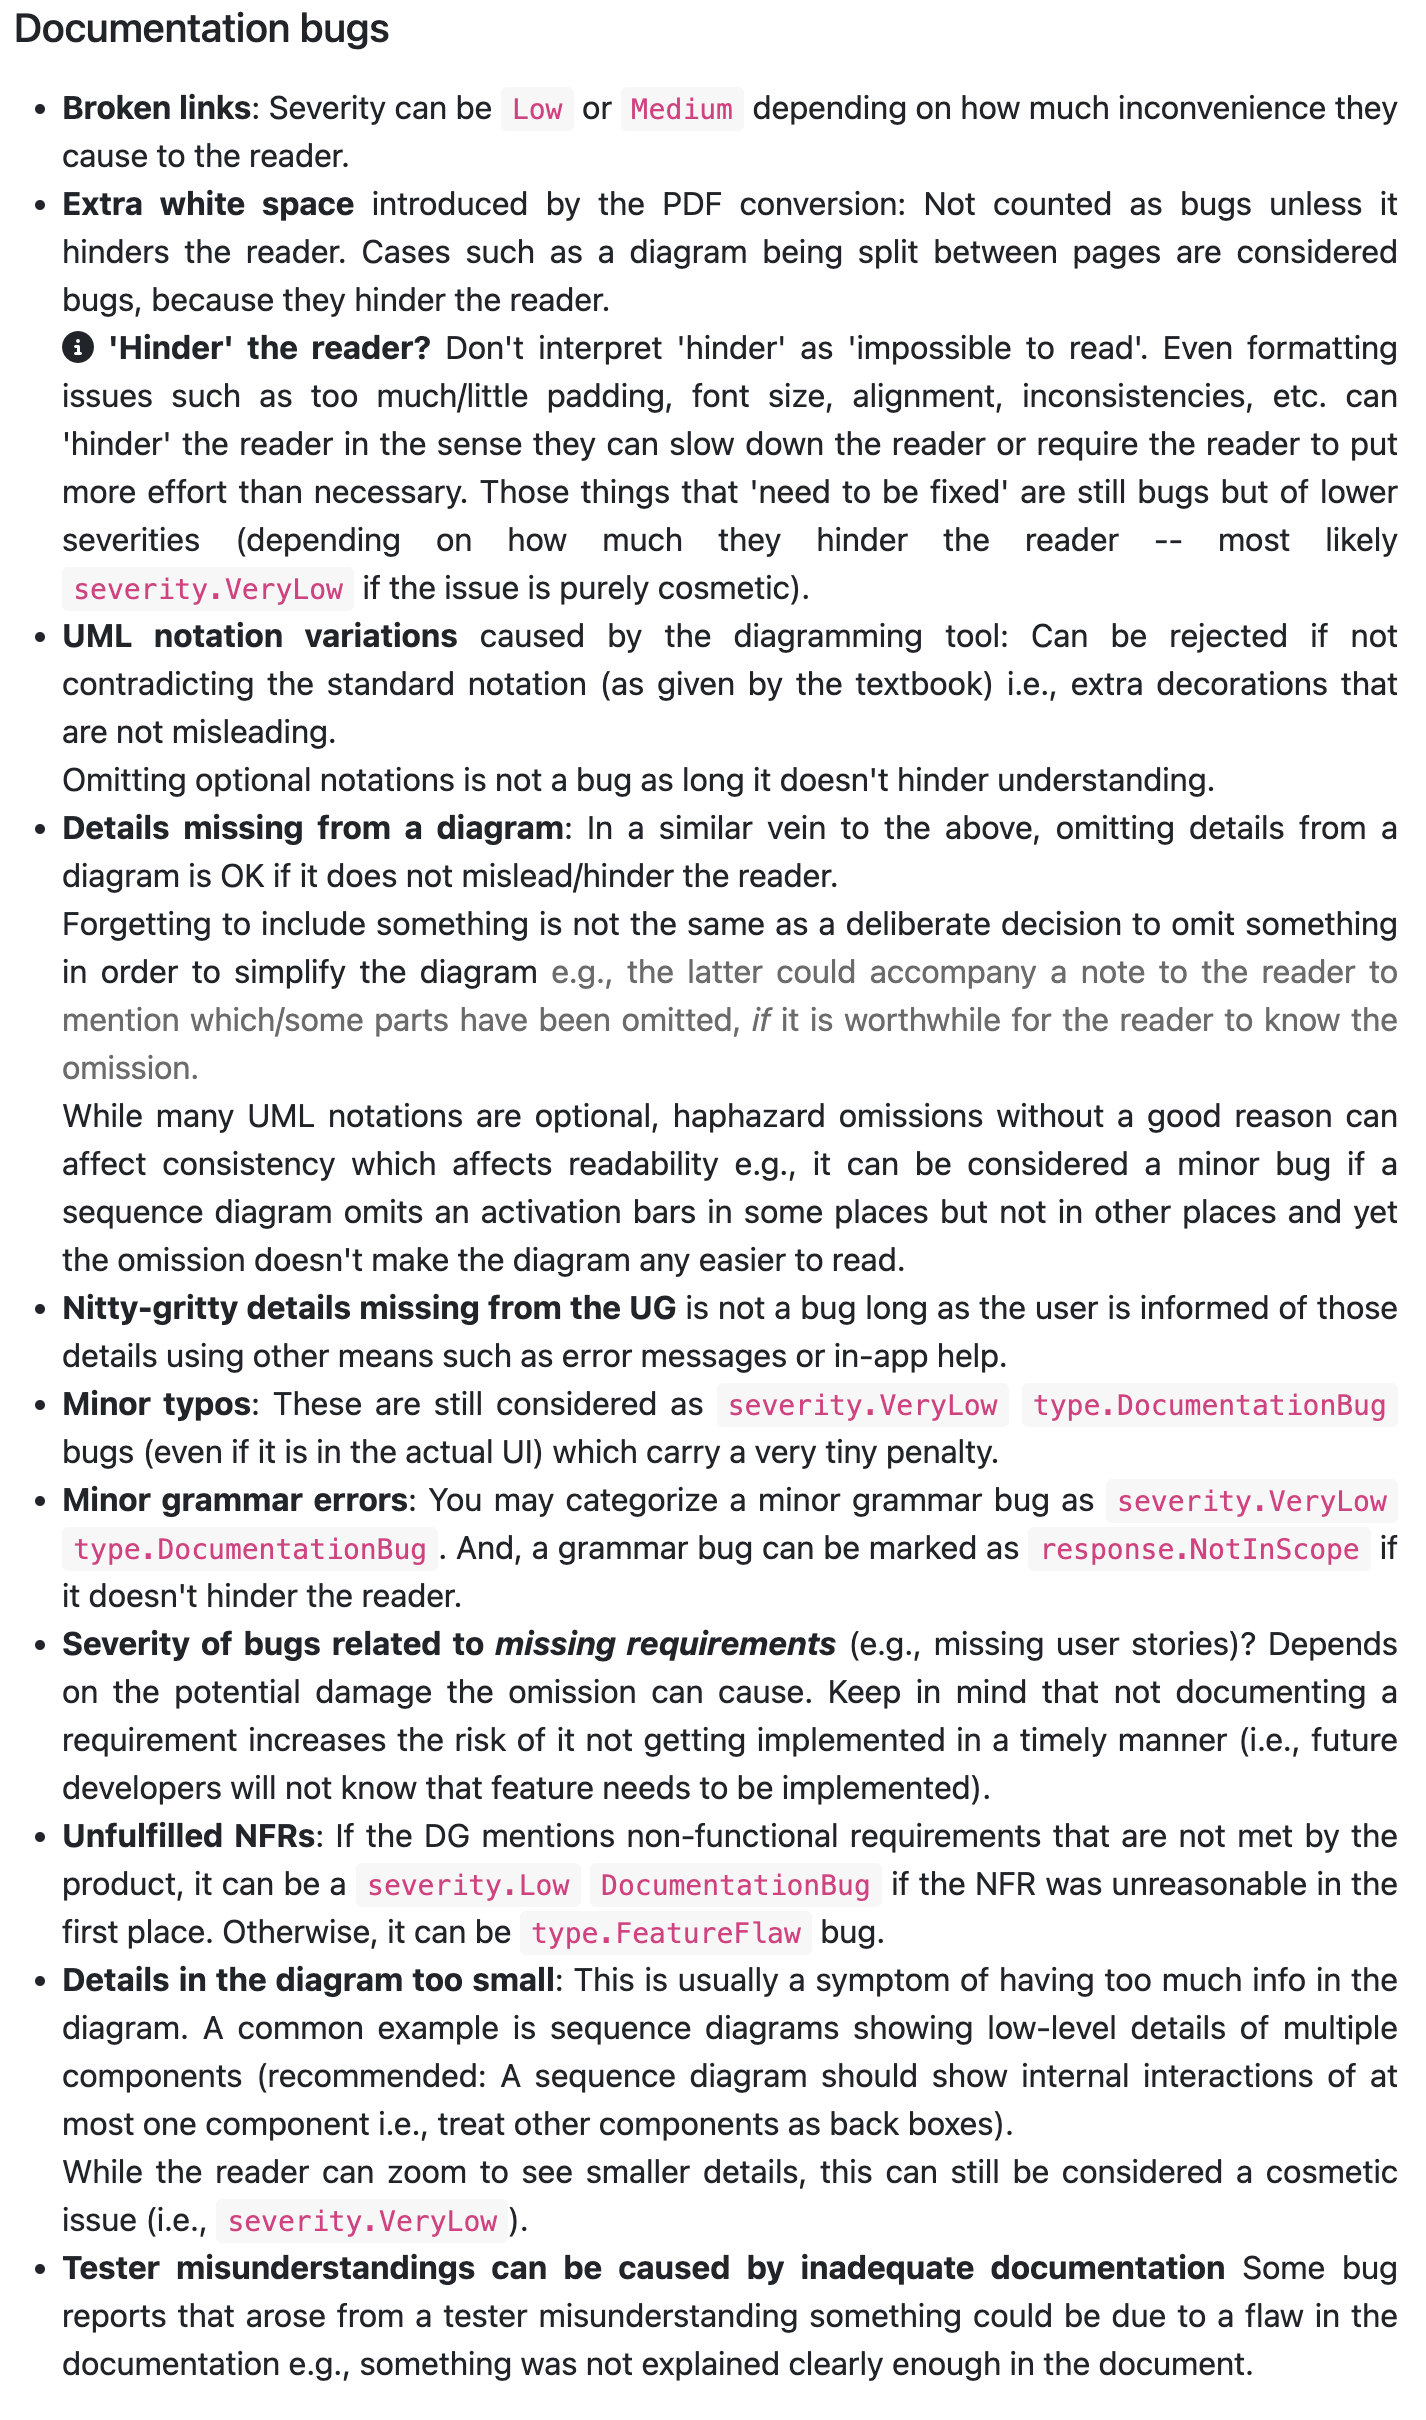 Documentation bugs
• Broken links: Severity can be Low or Medium depending on how much inconvenience they
cause to the reader.
• Extra white space introduced by the PDF conversion: Not counted as bugs unless it
hinders the reader. Cases such as a diagram being split between pages are considered
bugs, because they hinder the reader.
'Hinder' the reader? Don't interpret 'hinder' as 'impossible to read'. Even formatting
issues such as too much/little padding, font size, alignment, inconsistencies, etc. can
'hinder' the reader in the sense they can slow down the reader or require the reader to put
more effort than necessary. Those things that 'need to be fixed' are still bugs but of lower
severities (depending on how much they hinder the reader -- most likely
severity.VeryLow if the issue is purely cosmetic).
• UML notation variations caused by the diagramming tool: Can be rejected if not
contradicting the standard notation (as given by the textbook) i.e., extra decorations that
are not misleading.
Omitting optional notations is not a bug as long it doesn't hinder understanding.
• Details missing from a diagram: In a similar vein to the above, omitting details from a
diagram is OK if it does not mislead/hinder the reader.
Forgetting to include something is not the same as a deliberate decision to omit something
in order to simplify the diagram e.g., the latter could accompany a note to the reader to
mention which/some parts have been omitted, if it is worthwhile for the reader to know the
omission.
While many UML notations are optional, haphazard omissions without a good reason can
affect consistency which affects readability e.g., it can be considered a minor bug if a
sequence diagram omits an activation bars in some places but not in other places and yet
the omission doesn't make the diagram any easier to read.
• Nitty-gritty details missing from the UG is not a bug long as the user is informed of those
details using other means such as error messages or in-app help.
• Minor typos: These are still considered as severity.VeryLow type.DocumentationBug
bugs (even if it is in the actual UI) which carry a very tiny penalty.
• Minor grammar errors: You may categorize a minor grammar bug as severity.VeryLow
type.DocumentationBug. And, a grammar bug can be marked as response.NotInScope if
it doesn't hinder the reader.
• Severity of bugs related to missing requirements (e.g., missing user stories)? Depends
on the potential damage the omission can cause. Keep in mind that not documenting a
requirement increases the risk of it not getting implemented in a timely manner (i.e., future
developers will not know that feature needs to be implemented).
• Unfulfilled NFRs: If the DG mentions non-functional requirements that are not met by the
product, it can be a severity.Low DocumentationBug if the NFR was unreasonable in the
first place. Otherwise, it can be type.FeatureFlaw bug.
• Details in the diagram too small: This is usually a symptom of having too much info in the
diagram. A common example is sequence diagrams showing low-level details of multiple
components (recommended: A sequence diagram should show internal interactions of at
most one component i.e., treat other components as back boxes).
While the reader can zoom to see smaller details, this can still be considered a cosmetic
issue (i.e., severity.VeryLow).
• Tester misunderstandings can be caused by inadequate documentation Some bug
reports that arose from a tester misunderstanding something could be due to a flaw in the
documentation e.g., something was not explained clearly enough in the document.